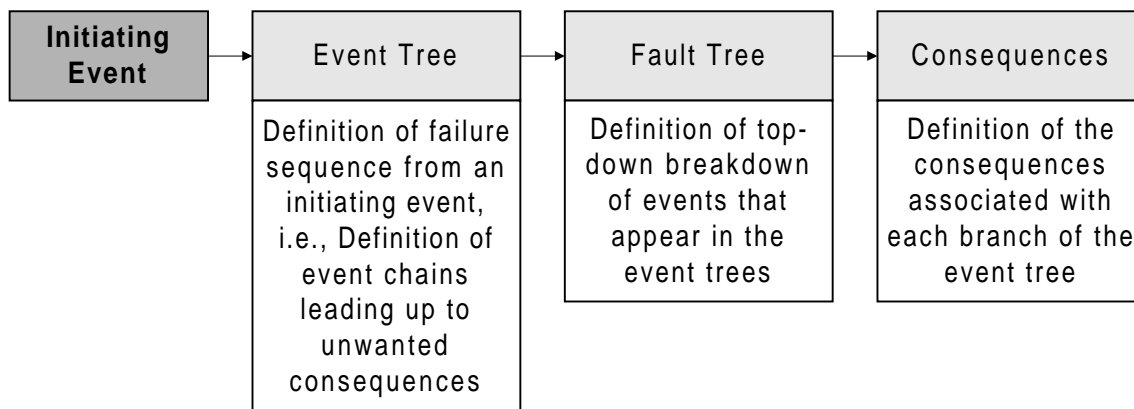 Initiating
Event
Event Tree
Definition of failure
sequence from an
initiating event,
i.e., Definition of
event chains
leading up to
unwanted
consequences
Fault Tree
Definition of top-
down breakdown
of events that
appear in the
event trees
Consequences
Definition of the
consequences
associated with
each branch of the
event tree